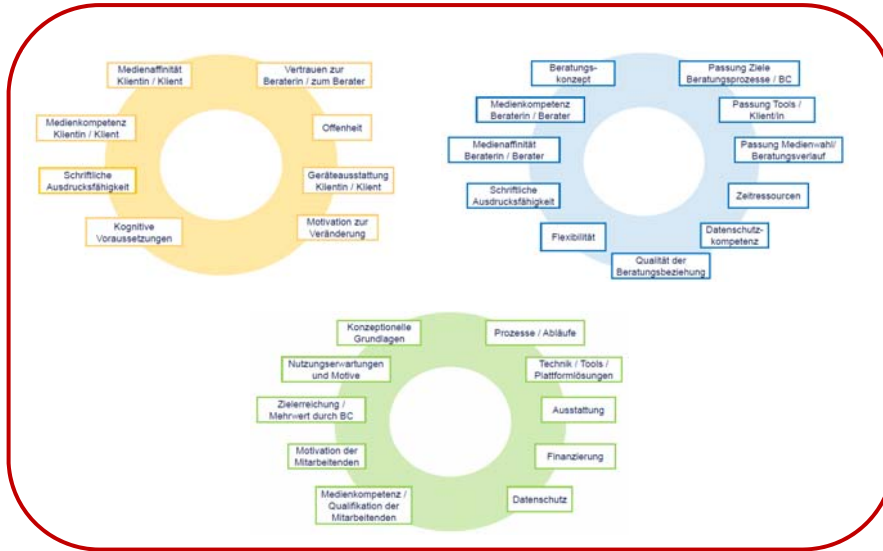 Medienaffinität
Klientin / Klient
Vertrauen zur
Beraterin / zum Berater
Medienkompetenz
Klientin / Klient
Offenheit
Schriftliche
Ausdrucksfähigkeit
Geräteausstattung
Klientin / Klient
Kognitive
Voraussetzungen
Motivation zur
Veränderung
Beratungs-
konzept
Passung Ziele
Beratungsprozesse / BC
Medienkompetenz
Beraterin / Berater
Passung Tools /
Klient/in
Medienaffinität
Beraterin / Berater
Passung Medienwahl/
Beratungsverlauf
Schriftliche
Ausdrucksfähigkeit
Zeitressourcen
Flexibilität
Datenschutz-
kompetenz
Qualität der
Beratungsbeziehung
Konzeptionelle
Grundlagen
Prozesse / Abläufe
Nutzungserwartungen
und Motive
Technik / Tools /
Plattformlösungen
Zielerreichung /
Mehrwert durch BC
Ausstattung
Motivation der
Mitarbeitenden
Finanzierung
Medienkompetenz /
Qualifikation der
Mitarbeitenden
Datenschutz